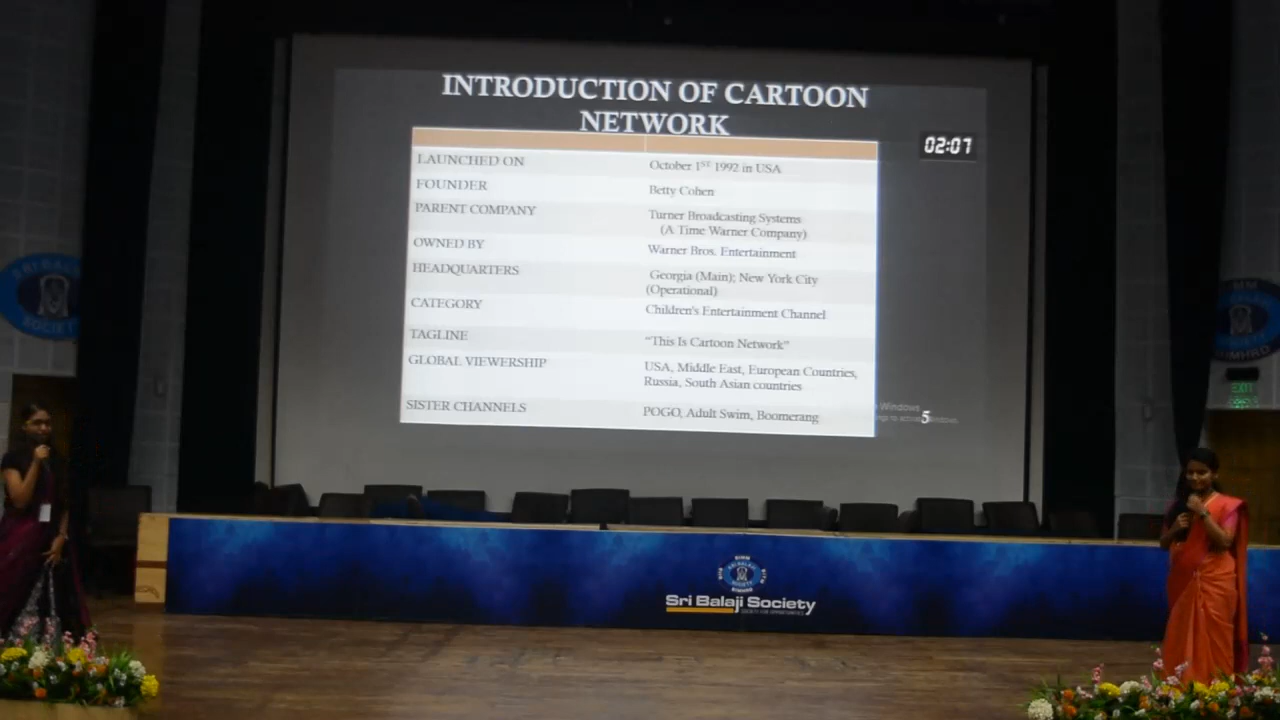 INTRODUCTION OF CARTOON
NETWORK
02:07
LAUNCHED ON
October 1ST 1992 in USA
FOUNDER
Betty Cohen
PARENT COMPANY
Turner Broadcasting Systems
(A Time Warner Company)
OWNED BY
Warner Bros. Entertainment
HEADQUARTERS
Georgia (Main); New York City
(Operational)
CATEGORY
Children's Entertainment Channel
TAGLINE
"This Is Cartoon Network"
GLOBAL VIEWERSHIP
USA, Middle East, European Countries,
Russia, South Asian countries
SISTER CHANNELS
POGO, Adult Swim, Boomerang
Windows
5
SOCIETY
EXIT
Sri Balaji Society